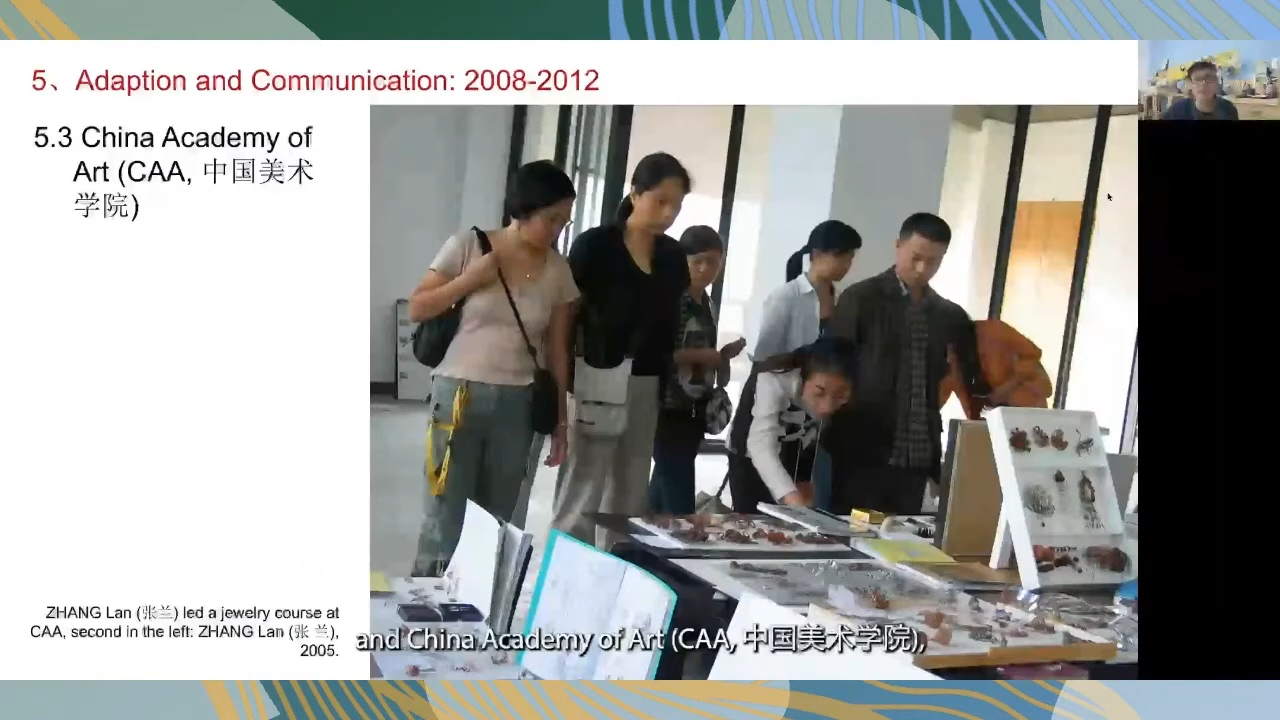 5、Adaption and Communication: 2008-2012
5.3 China Academy of
Art (CAA, 中国美术
学院)
ZHANG Lan (张兰) led a jewelry course at
CAA, second in the left: ZHANG Lan (张 兰),
2005.
and China Academy of Art (CAA, 中国美术学院),